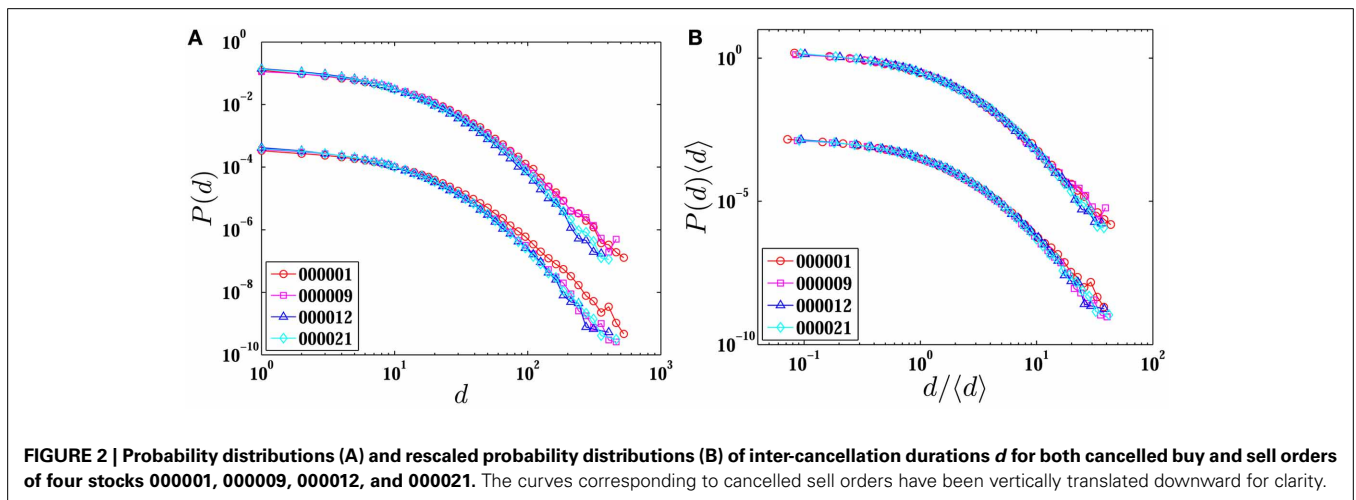 A
10^0
10^-2
10^-4
10^-6
10^-8
10^-10
P(d)
000001
000009
000012
000021
10^0 10^1 10^2 10^3
d
B
10^0
10^-5
10^-10
P(d)⟨d⟩
000001
000009
000012
000021
10^-1 10^0 10^1 10^2
d/⟨d⟩
FIGURE 2 | Probability distributions (A) and rescaled probability distributions (B) of inter-cancellation durations d for both cancelled buy and sell orders
of four stocks 000001, 000009, 000012, and 000021. The curves corresponding to cancelled sell orders have been vertically translated downward for clarity.